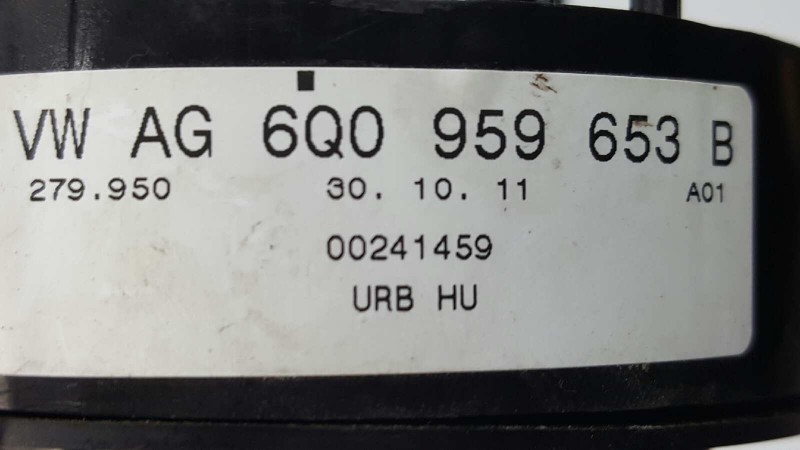 VW AG 6Q0 959 653 B
279.950 30. 10. 11 A01
00241459
URB HU